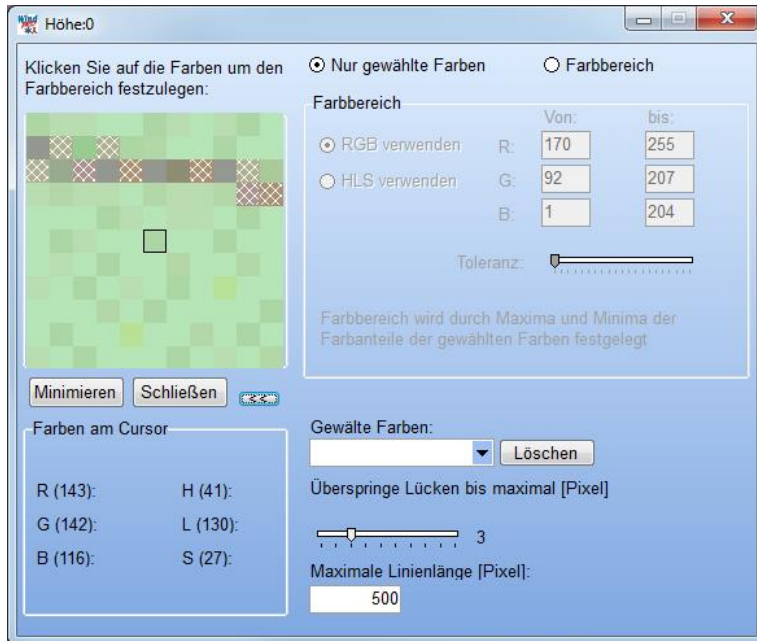 Höhe:0
Klicken Sie auf die Farben um den
Farbbereich festzulegen:
Nur gewählte Farben
Farbbereich
Farbbereich
Von:
bis:
RGB verwenden
R:
170
255
HLS verwenden
G:
92
207
B:
1
204
Toleranz:
Farbbereich wird durch Maxima und Minima der
Farbanteile der gewählten Farben festgelegt
Minimieren
Schließen
<<
Farben am Cursor
R (143):
H (41):
G (142):
L (130):
B (116):
S (27):
Gewälte Farben:
Löschen
Überspringe Lücken bis maximal [Pixel]
3
Maximale Linienlänge [Pixel]:
500